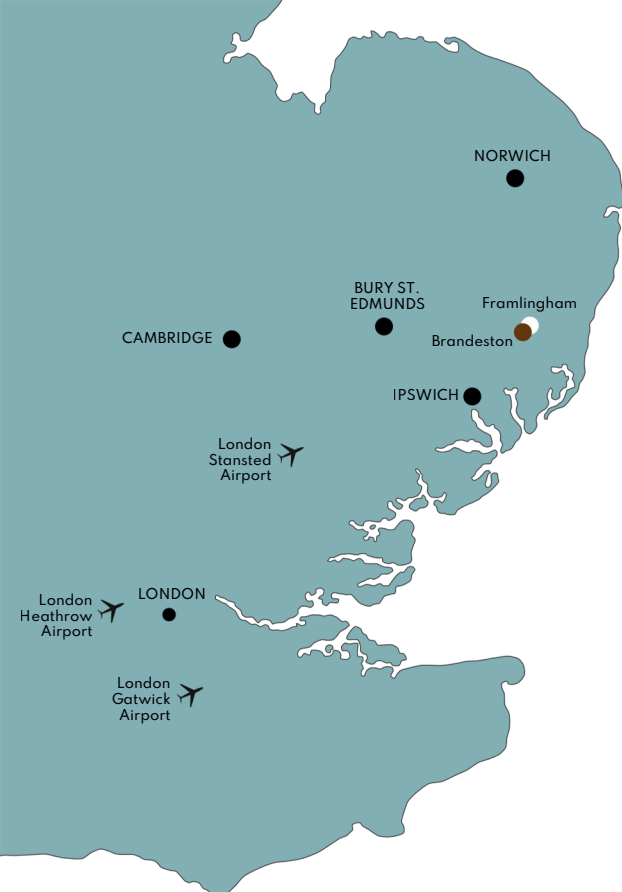 NORWICH
BURY ST.
EDMUNDS
Framlingham
CAMBRIDGE
Brandeston
IPSWICH
London
Stansted
Airport
LONDON
London
Heathrow
Airport
London
Gatwick
Airport